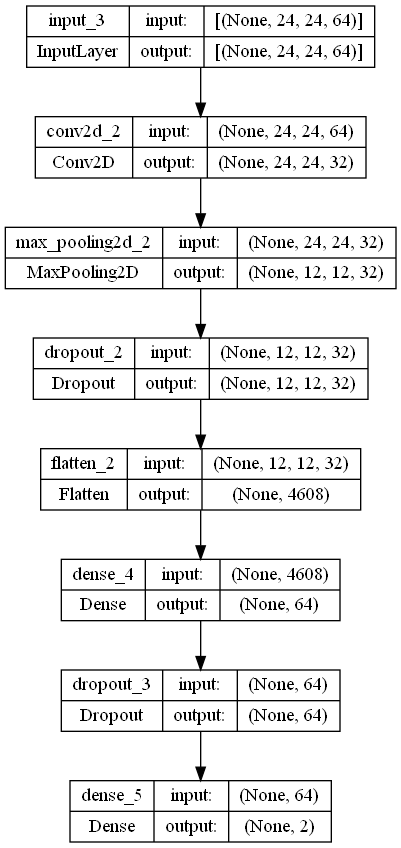 input_3 input: [(None, 24, 24, 64)]
InputLayer output: [(None, 24, 24, 64)]
conv2d_2 input: (None, 24, 24, 64)
Conv2D output: (None, 24, 24, 32)
max_pooling2d_2 input: (None, 24, 24, 32)
MaxPooling2D output: (None, 12, 12, 32)
dropout_2 input: (None, 12, 12, 32)
Dropout output: (None, 12, 12, 32)
flatten_2 input: (None, 12, 12, 32)
Flatten output: (None, 4608)
dense_4 input: (None, 4608)
Dense output: (None, 64)
dropout_3 input: (None, 64)
Dropout output: (None, 64)
dense_5 input: (None, 64)
Dense output: (None, 2)